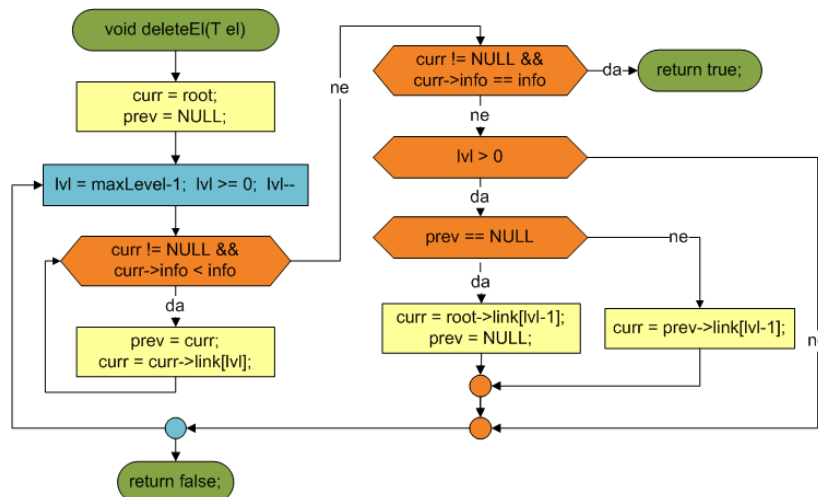 void deleteEl(T el)
curr = root;
prev = NULL;
lvl = maxLevel-1;  lvl >= 0;  lvl--
curr != NULL &&
curr->info < info
da
prev = curr;
curr = curr->link[lvl];
return false;
ne
curr != NULL &&
curr->info == info
da
return true;
ne
lvl > 0
da
prev == NULL
ne
da
curr = root->link[lvl-1];
prev = NULL;
curr = prev->link[lvl-1];